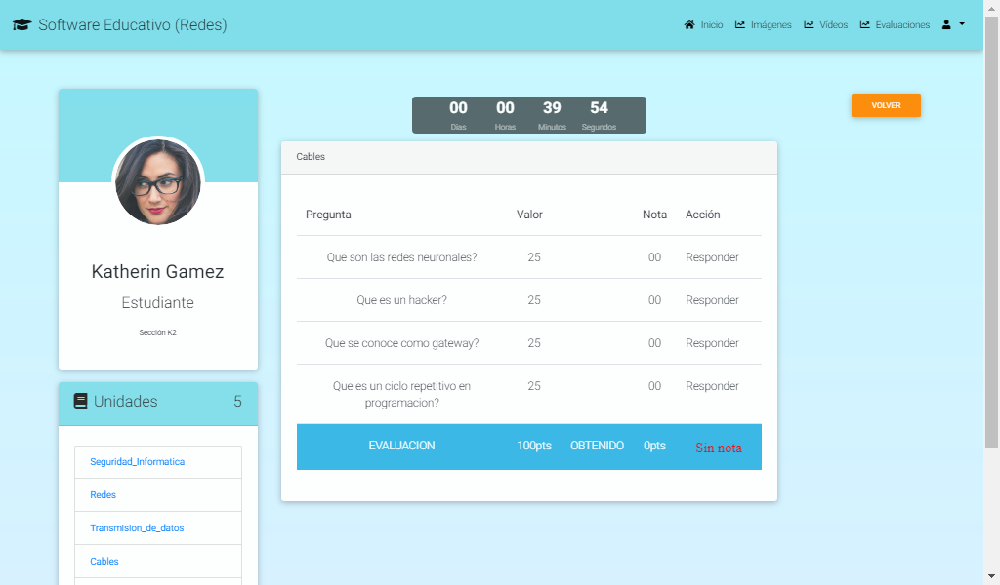 Software Educativo (Redes)
Inicio Imágenes Vídeos Evaluaciones
00 00 39 54
Días Horas Minutos Segundos
VOLVER
Katherin Gamez
Estudiante
Sección K2
Unidades 5
Seguridad_Informatica
Redes
Transmision_de_datos
Cables
Cables
Pregunta Valor Nota Acción
Que son las redes neuronales? 25 00 Responder
Que es un hacker? 25 00 Responder
Que se conoce como gateway? 25 00 Responder
Que es un ciclo repetitivo en 25 00 Responder
programacion?
EVALUACION 100pts OBTENIDO 0pts Sin nota